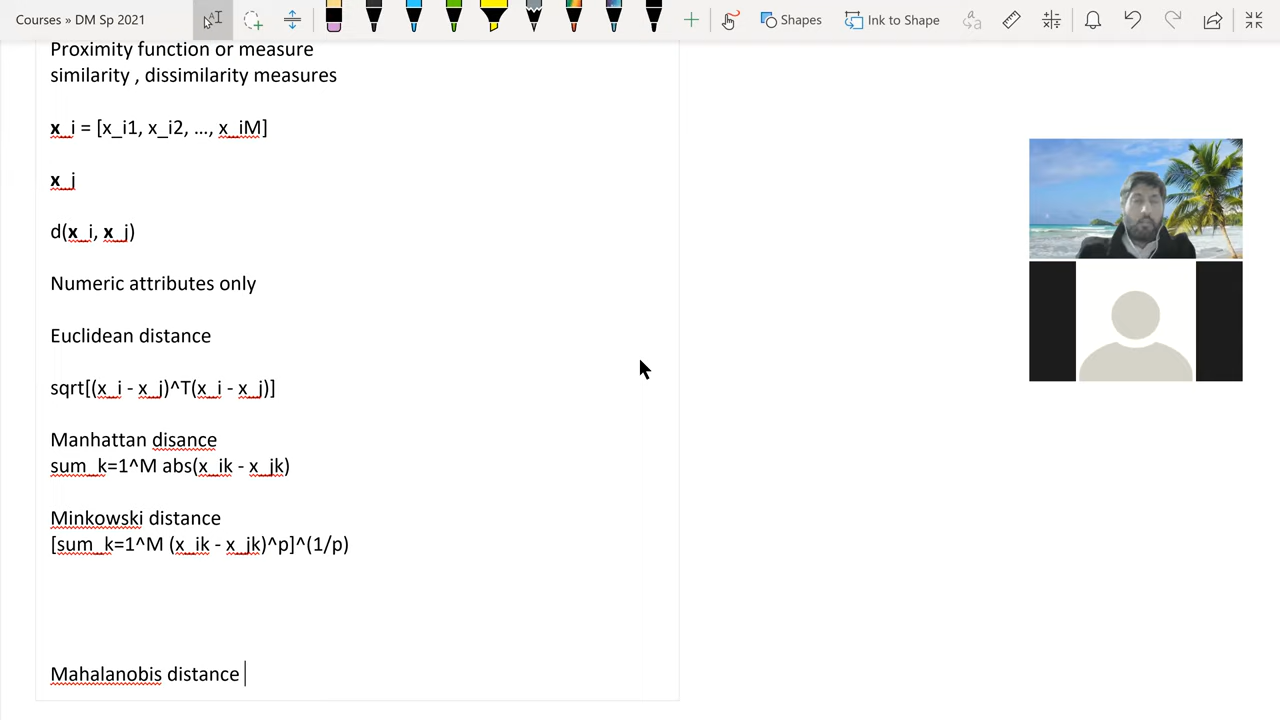 Courses » DM Sp 2021
Shapes
Ink to Shape
Proximity function or measure
similarity , dissimilarity measures
x_i = [x_i1, x_i2, ..., x_iM]
x_j
d(x_i, x_j)
Numeric attributes only
Euclidean distance
sqrt[(x_i - x_j)^T(x_i - x_j)]
Manhattan disance
sum_k=1^M abs(x_ik - x_jk)
Minkowski distance
[sum_k=1^M (x_ik - x_jk)^p]^(1/p)
Mahalanobis distance